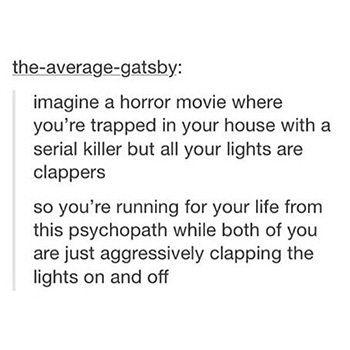 the-average-gatsby:
imagine a horror movie where
you're trapped in your house with a
serial killer but all your lights are
clappers
so you're running for your life from
this psychopath while both of you
are just aggressively clapping the
lights on and off